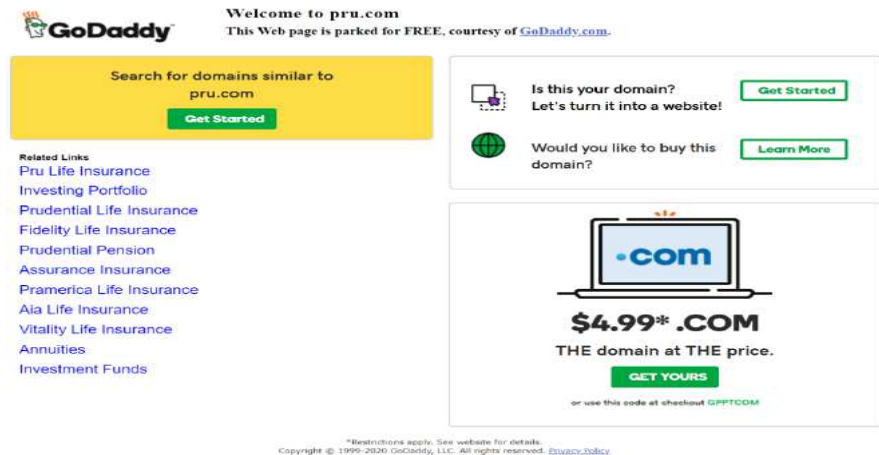 GoDaddy
Welcome to pru.com
This Web page is parked for FREE, courtesy of GoDaddy.com.
Search for domains similar to
pru.com
Get Started
Related Links
Pru Life Insurance
Investing Portfolio
Prudential Life Insurance
Fidelity Life Insurance
Prudential Pension
Assurance Insurance
Pramerica Life Insurance
Aia Life Insurance
Vitality Life Insurance
Annuities
Investment Funds
Is this your domain?
Let's turn it into a website!
Get Started
Would you like to buy this
domain?
Learn More
.com
$4.99* .COM
THE domain at THE price.
GET YOURS
or use this code at checkout GPPTCOM
*Restrictions apply. See website for details.
Copyright © 1999-2020 GoDaddy, LLC. All rights reserved. Privacy Policy